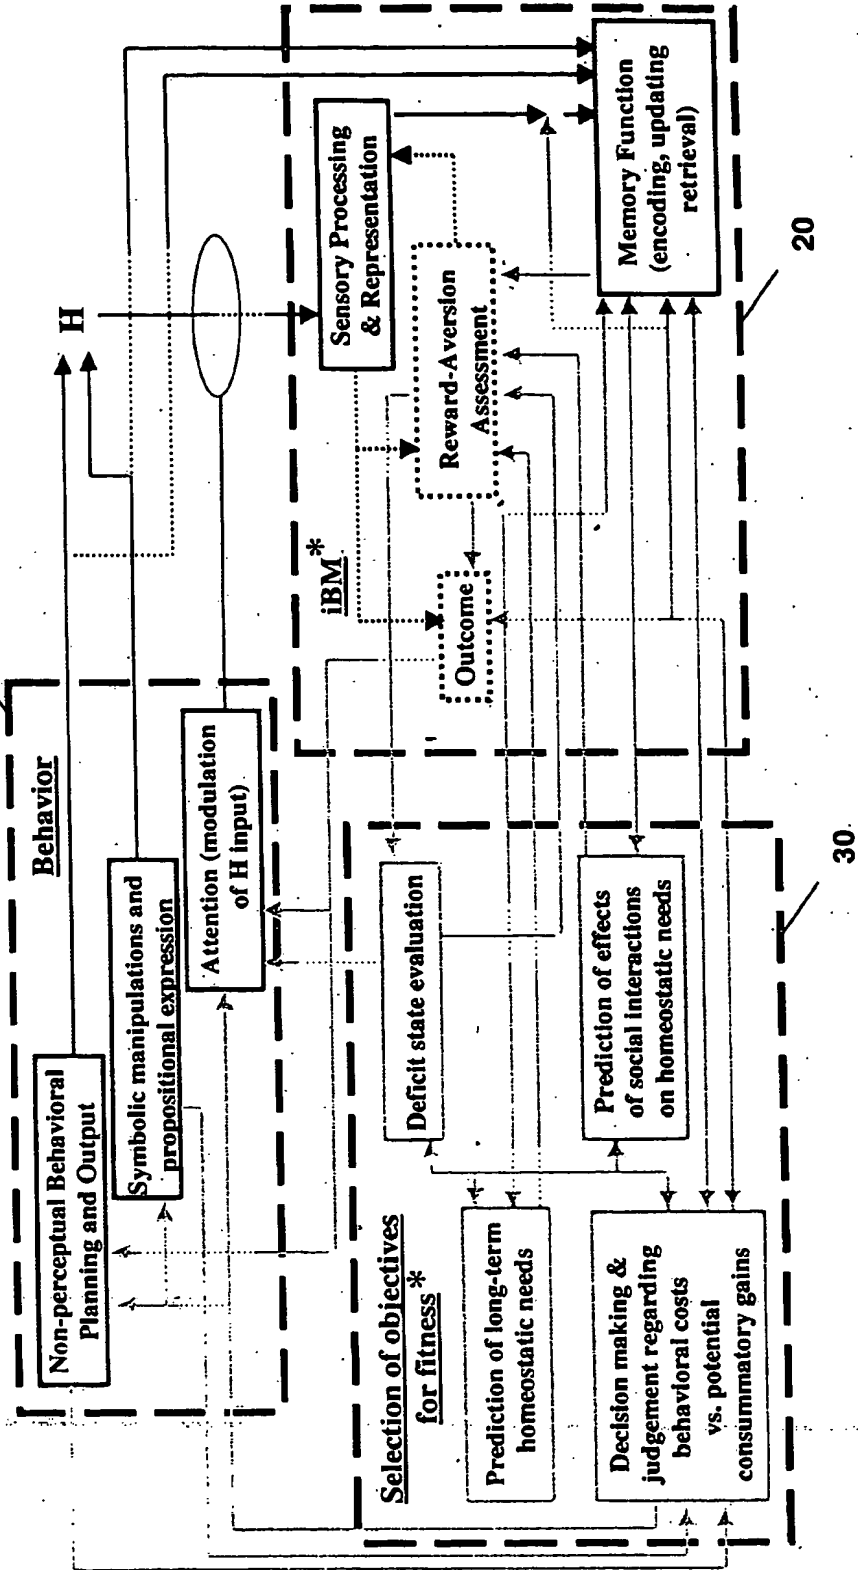 Behavior
Non-perceptual Behavioral
Planning and Output
Symbolic manipulations and
propositional expression
Attention (modulation
of H input)
H
iBM*
Sensory Processing
& Representation
Reward-Aversion
Assessment
Outcome
Memory Function
(encoding, updating
retrieval)
20
Selection of objectives
for fitness*
Deficit state evaluation
Prediction of long-term
homeostatic needs
Prediction of effects
of social interactions
on homeostatic needs
Decision making &
judgement regarding
behavioral costs
vs. potential
consummatory gains
30